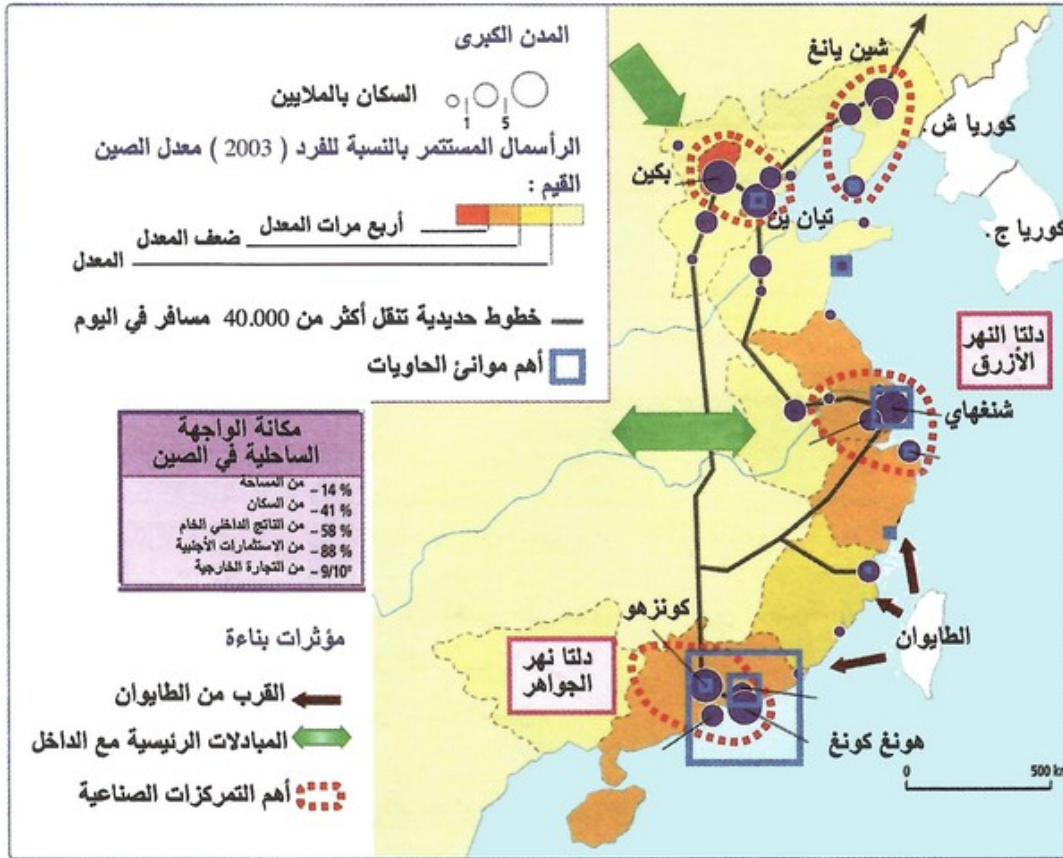 المدن الكبرى
السكان بالملايين
1 5
الرأسمال المستثمر بالنسبة للفرد ( 2003 ) معدل الصين
القيم :
أربع مرات المعدل
ضعف المعدل
المعدل
خطوط حديدية تنقل أكثر من 40.000 مسافر في اليوم
أهم موانئ الحاويات
مكانة الواجهة
الساحلية في الصين
% 14 – من المساحة
% 41 – من السكان
% 58 – من الناتج الداخلي الخام
% 88 – من الاستثمارات الأجنبية
9/10° – من التجارة الخارجية
مؤثرات بناءة
القرب من الطايوان
المبادلات الرئيسية مع الداخل
أهم التمركزات الصناعية
شين يانغ
كوريا ش.
بكين
تيان ين
كوريا ج.
دلتا النهر
الأزرق
شنغهاي
الطايوان
كونزهو
دلتا نهر
الجواهر
هونغ كونغ
0 500 km